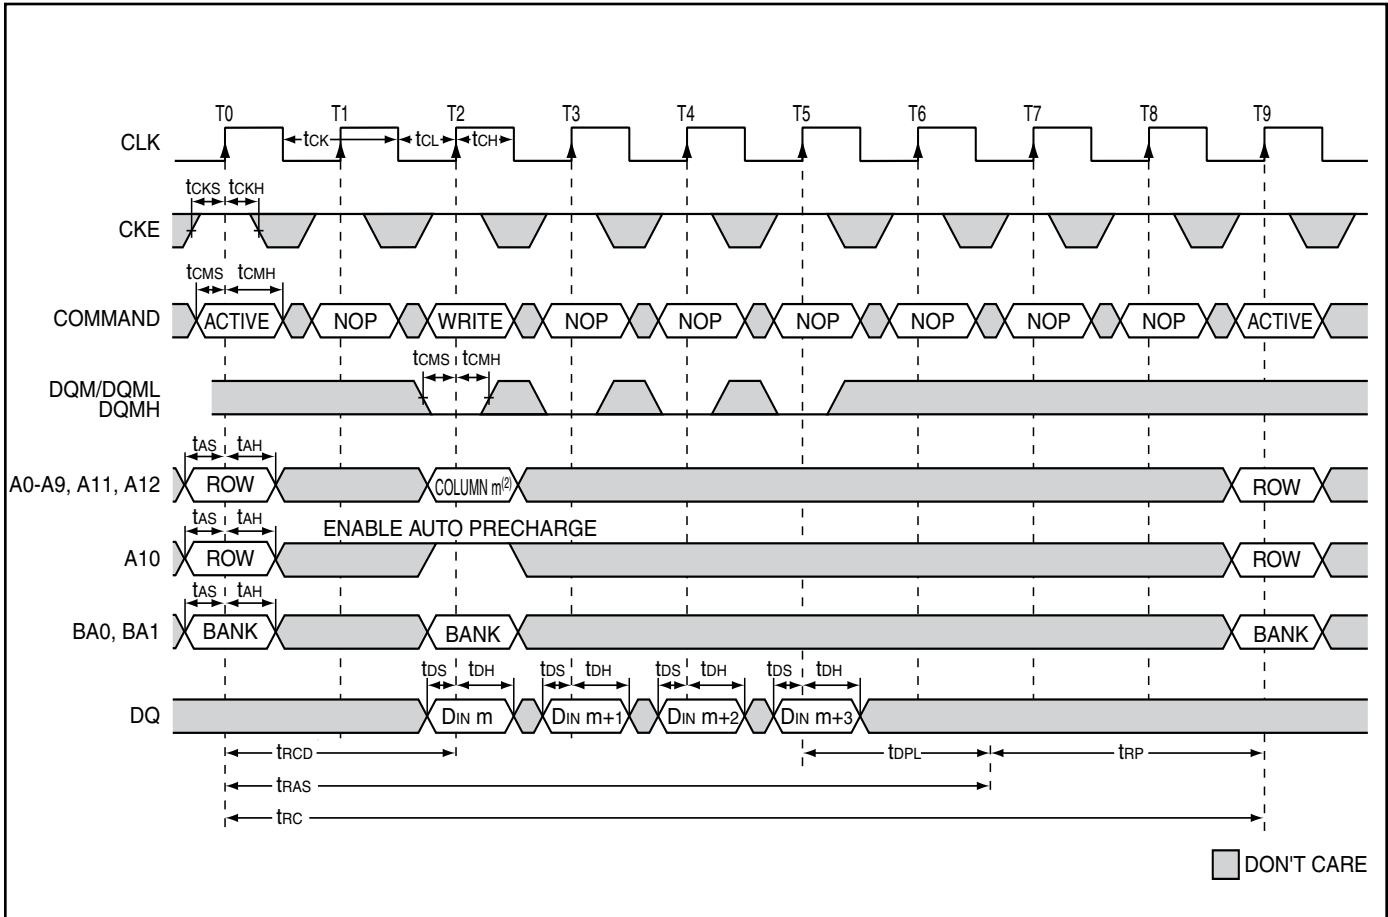 T0 T1 T2 T3 T4 T5 T6 T7 T8 T9
CLK tCK tCL tCH
tCKS tCKH
CKE
tCMS tCMH
COMMAND ACTIVE NOP WRITE NOP NOP NOP NOP NOP NOP ACTIVE
tCMS tCMH
DQM/DQML
DQMH
tAS tAH
A0-A9, A11, A12 ROW COLUMN m(2) ROW
tAS tAH
ENABLE AUTO PRECHARGE
A10 ROW ROW
tAS tAH
BA0, BA1 BANK BANK BANK
tDS tDH tDS tDH tDS tDH tDS tDH
DQ DIN m DIN m+1 DIN m+2 DIN m+3
tRCD tDPL tRP
tRAS
tRC
DON'T CARE